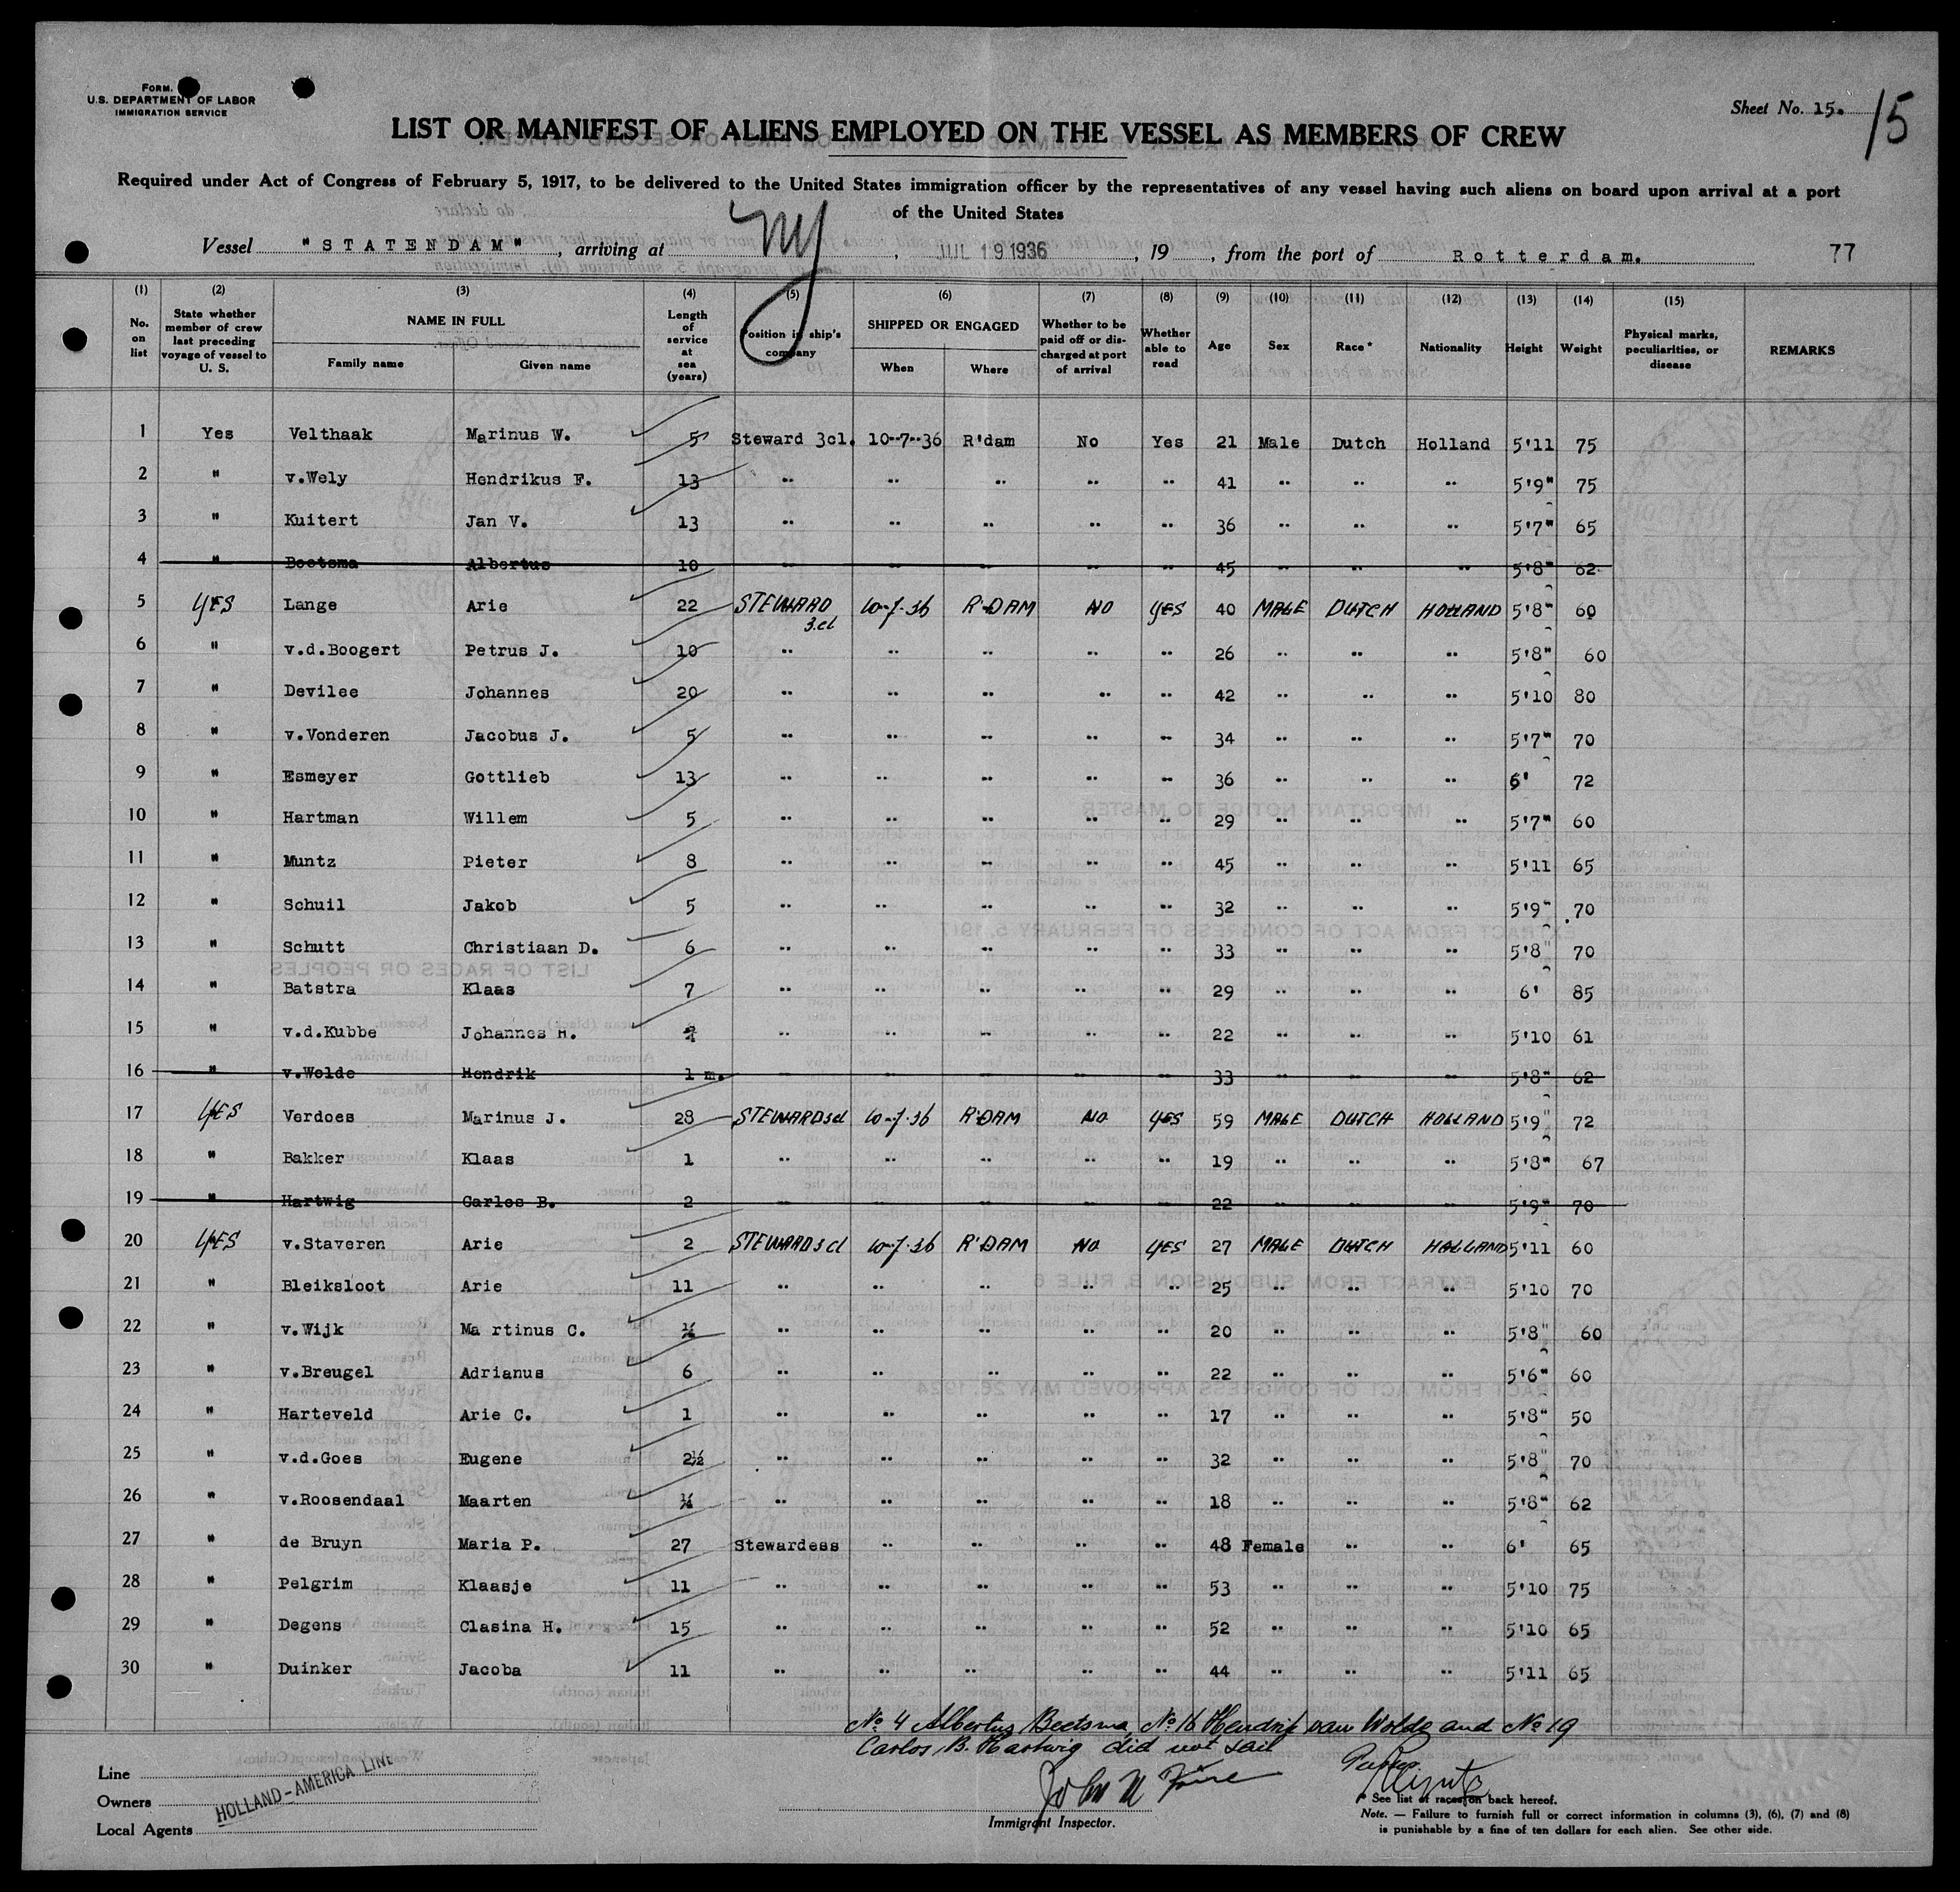 FORM.
U.S. DEPARTMENT OF LABOR
IMMIGRATION SERVICE
Sheet No. 15. 15
LIST OR MANIFEST OF ALIENS EMPLOYED ON THE VESSEL AS MEMBERS OF CREW
Required under Act of Congress of February 5, 1917, to be delivered to the United States immigration officer by the representatives of any vessel having such aliens on board upon arrival at a port
of the United States
Vessel "STATENDAM", arriving at NY, JUL 19 1936, 19, from the port of Rotterdam. 77
(1) No. on list (2) State whether member of crew last preceding voyage of vessel to U. S. (3) NAME IN FULL Family name Given name (4) Length of service at sea (years) (5) Position in ship's company (6) SHIPPED OR ENGAGED When Where (7) Whether to be paid off or discharged at port of arrival (8) Whether able to read (9) Age (10) Sex (11) Race * (12) Nationality (13) Height (14) Weight (15) Physical marks, peculiarities, or disease REMARKS
1 Yes Velthaak Marinus W. 5 Steward 3cl. 10-7-36 R'dam No Yes 21 Male Dutch Holland 5'11 75
2 " v.Wely Hendrikus F. 13 " " " " " 41 " " " 5'9" 75
3 " Kuitert Jan V. 13 " " " " " 36 " " " 5'7" 65
4 " Beetsma Albertus 10 " " " " " 45 " " " 5'8" 62
5 YES Lange Arie 22 STEWARD 3.cl 10-7-36 R'DAM NO YES 40 MALE DUTCH HOLLAND 5'8" 60
6 " v.d.Boogert Petrus J. 10 " " " " " 26 " " " 5'8" 60
7 " Devilee Johannes 20 " " " " " 42 " " " 5'10 80
8 " v.Vonderen Jacobus J. 5 " " " " " 34 " " " 5'7" 70
9 " Esmeyer Gottlieb 13 " " " " " 36 " " " 6' 72
10 " Hartman Willem 5 " " " " " 29 " " " 5'7" 60
11 " Muntz Pieter 8 " " " " " 45 " " " 5'11 65
12 " Schuil Jakob 5 " " " " " 32 " " " 5'9" 70
13 " Schutt Christiaan D. 6 " " " " " 33 " " " 5'8" 70
14 " Batstra Klaas 7 " " " " " 29 " " " 6' 85
15 " v.d.Kubbe Johannes H. " " " " " 22 " " " 5'10 61
16 " v.Wolde Hendrik 1 m. " " " " " 33 " " " 5'8" 62
17 YES Verdoes Marinus J. 28 STEWARD 3cl 10-7-36 R'DAM NO YES 59 MALE DUTCH HOLLAND 5'9" 72
18 " Bakker Klaas 1 " " " " " 19 " " " 5'8" 67
19 " Hartwig Carlos B. 2 " " " " " 22 " " " 5'9" 70
20 YES v.Staveren Arie 2 STEWARD 3 cl 10-7-36 R'DAM NO YES 27 MALE DUTCH HOLLAND 5'11 60
21 " Bleiksloot Arie 11 " " " " " 25 " " " 5'10 70
22 " v.Wijk Martinus C. " " " " " 20 " " " 5'8" 60
23 " v.Breugel Adrianus 6 " " " " " 22 " " " 5'6" 60
24 " Harteveld Arie C. 1 " " " " " 17 " " " 5'8" 50
25 " v.d.Goes Eugene 2½ " " " " " 32 " " " 5'8" 70
26 " v.Roosendaal Maarten " " " " " 18 " " " 5'8" 62
27 " de Bruyn Maria P. 27 Stewardess " " " " 48 Female " " 6' 65
28 " Pelgrim Klaasje 11 " " " " " 53 " " " 5'10 75
29 " Degens Clasina H. 15 " " " " " 52 " " " 5'10 65
30 " Duinker Jacoba 11 " " " " " 44 " " " 5'11 65
No 4 Albertus Beetsma, No 16 Hendrik van Wolde and No 19
Carlos B. Hartwig did not sail
Purser
Line
Owners HOLLAND-AMERICA LINE
Local Agents
Immigrant Inspector.
* See list of races on back hereof.
Note. — Failure to furnish full or correct information in columns (3), (6), (7) and (8)
is punishable by a fine of ten dollars for each alien. See other side.